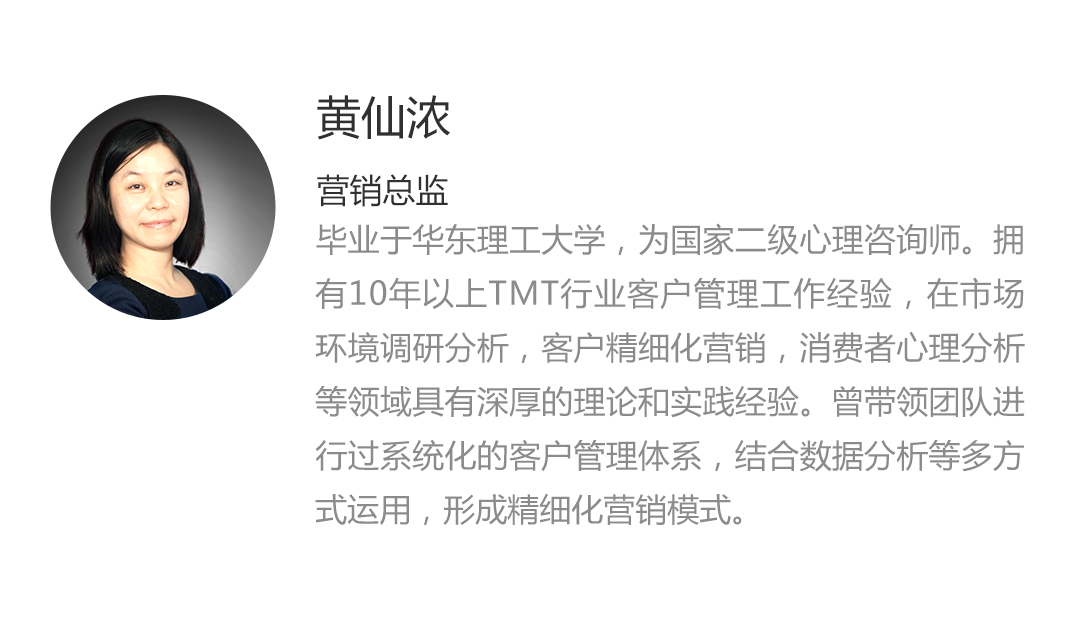 黄仙浓
营销总监
毕业于华东理工大学，为国家二级心理咨询师。拥
有10年以上TMT行业客户管理工作经验，在市场
环境调研分析，客户精细化营销，消费者心理分析
等领域具有深厚的理论和实践经验。曾带领团队进
行过系统化的客户管理体系，结合数据分析等多方
式运用，形成精细化营销模式。